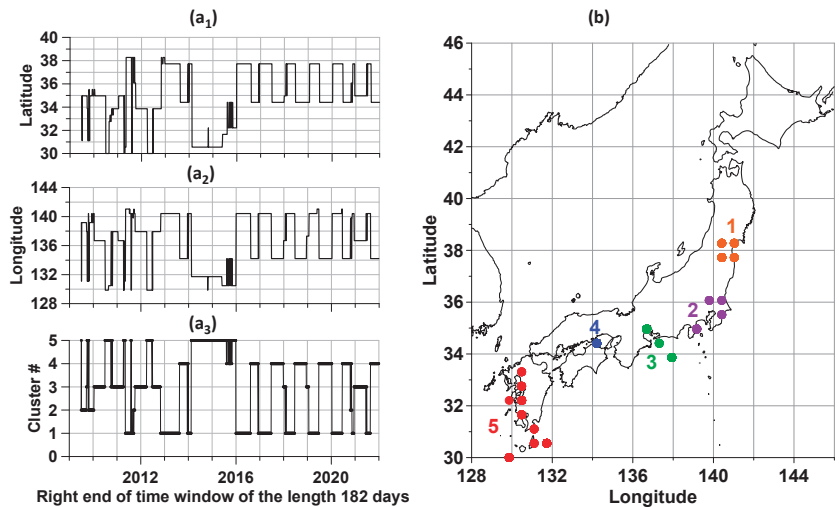 (a1)
40
38
36
34
32
30
Latitude
(a2)
144
140
136
132
128
Longitude
(a3)
5
4
3
2
1
0
Cluster #
2012 2016 2020
Right end of time window of the length 182 days
(b)
46
44
42
40
38
36
34
32
30
Latitude
1
2
3
4
5
128 132 136 140 144
Longitude